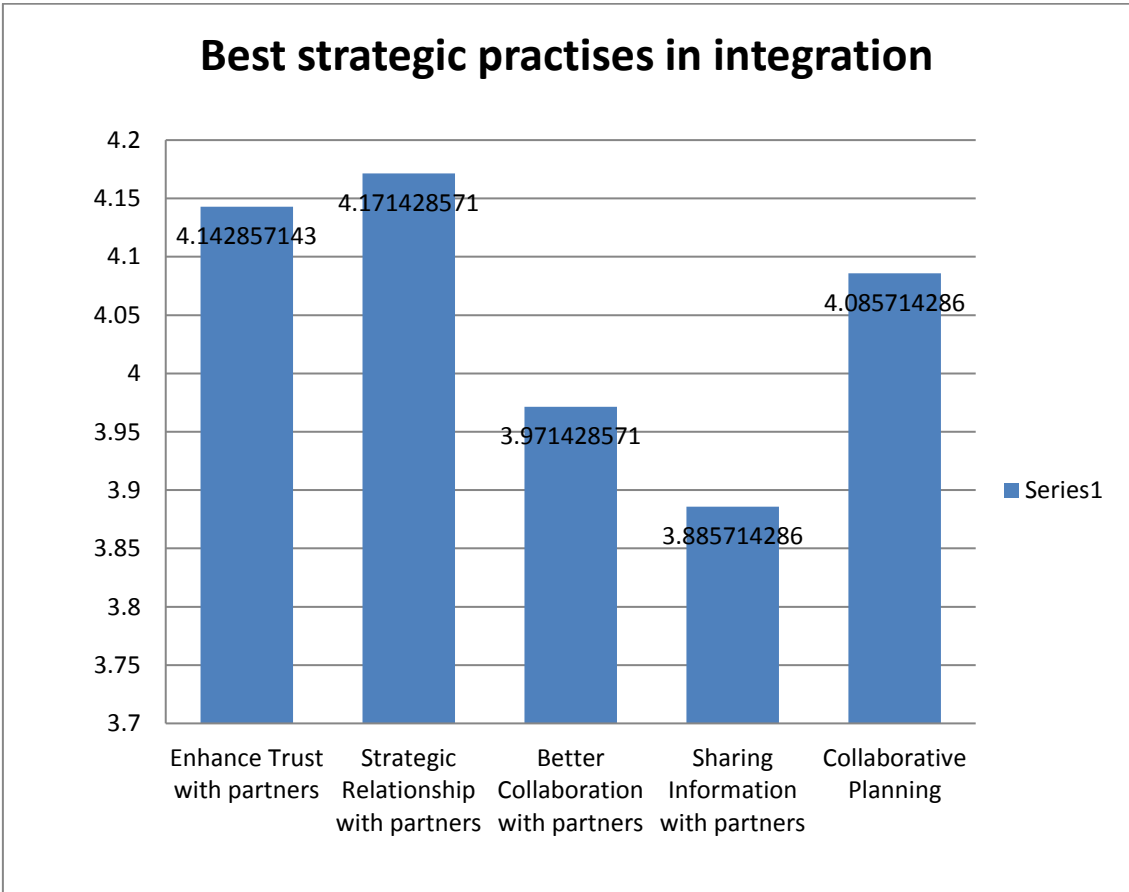 Best strategic practises in integration
4.2
4.15
4.1
4.05
4
3.95
3.9
3.85
3.8
3.75
3.7
4.142857143
4.171428571
3.971428571
3.885714286
4.085714286
Enhance Trust
with partners
Strategic
Relationship
with partners
Better
Collaboration
with partners
Sharing
Information
with partners
Collaborative
Planning
Series1